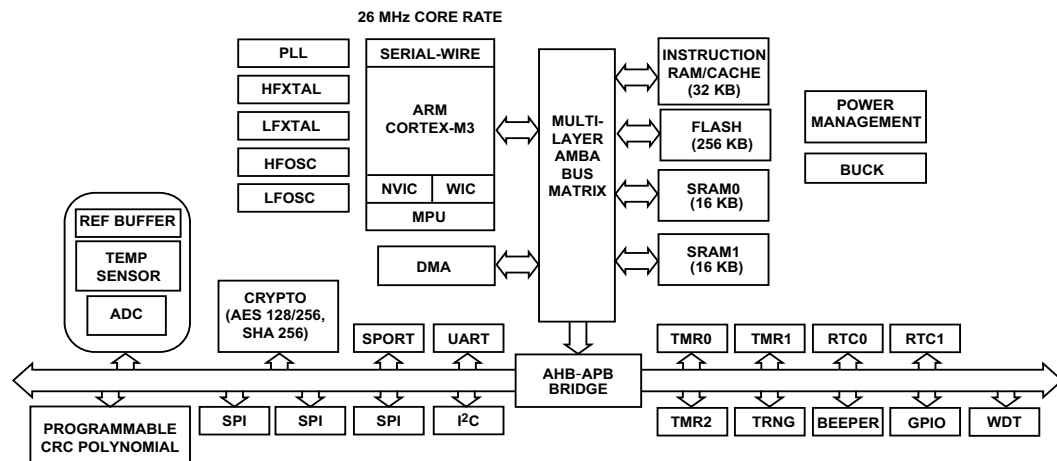 26 MHz CORE RATE
PLL
HFXTAL
LFXTAL
HFOSC
LFOSC
SERIAL-WIRE
ARM
CORTEX-M3
NVIC
WIC
MPU
DMA
MULTI-
LAYER
AMBA
BUS
MATRIX
INSTRUCTION
RAM/CACHE
(32 KB)
FLASH
(256 KB)
SRAM0
(16 KB)
SRAM1
(16 KB)
POWER
MANAGEMENT
BUCK
REF BUFFER
TEMP
SENSOR
ADC
CRYPTO
(AES 128/256,
SHA 256)
SPORT
UART
TMR0
TMR1
RTC0
RTC1
AHB-APB
BRIDGE
PROGRAMMABLE
CRC POLYNOMIAL
SPI
SPI
SPI
I²C
TMR2
TRNG
BEEPER
GPIO
WDT